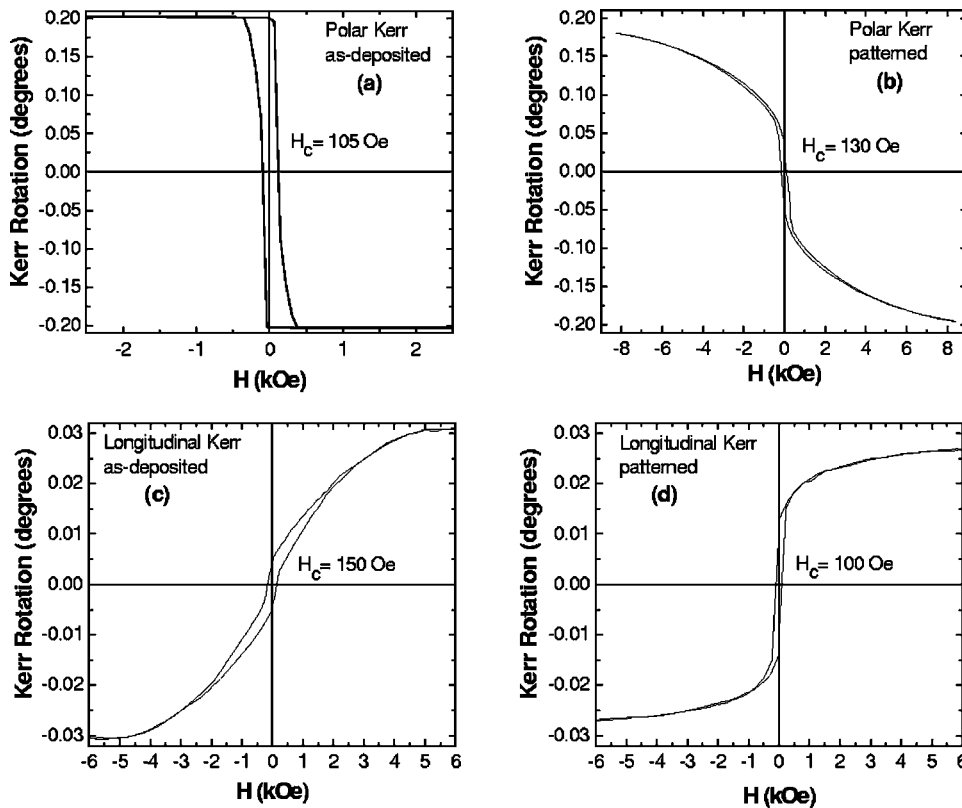 Polar Kerr
as-deposited
(a)
H_c= 105 Oe
Kerr Rotation (degrees)
0.20
0.15
0.10
0.05
0.00
-0.05
-0.10
-0.15
-0.20
-2 -1 0 1 2
H (kOe)
Polar Kerr
patterned
(b)
H_c= 130 Oe
Kerr Rotation (degrees)
0.20
0.15
0.10
0.05
0.00
-0.05
-0.10
-0.15
-0.20
-8 -6 -4 -2 0 2 4 6 8
H (kOe)
Longitudinal Kerr
as-deposited
(c)
H_c= 150 Oe
Kerr Rotation (degrees)
0.03
0.02
0.01
0.00
-0.01
-0.02
-0.03
-6 -5 -4 -3 -2 -1 0 1 2 3 4 5 6
H (kOe)
Longitudinal Kerr
patterned
(d)
H_c= 100 Oe
Kerr Rotation (degrees)
0.03
0.02
0.01
0.00
-0.01
-0.02
-0.03
-6 -5 -4 -3 -2 -1 0 1 2 3 4 5 6
H (kOe)